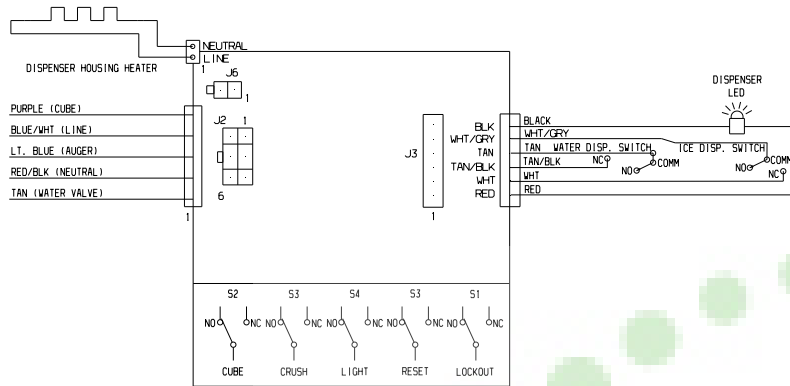 NEUTRAL
LINE
1
DISPENSER HOUSING HEATER
J6
1
DISPENSER
LED
PURPLE (CUBE)
BLUE/WHT (LINE)
LT. BLUE (AUGER)
RED/BLK (NEUTRAL)
TAN (WATER VALVE)
1
J2 1
6
J3
1
BLK
WHT/GRY
TAN
TAN/BLK
WHT
RED
BLACK
WHT/GRY
TAN WATER DISP. SWITCH ICE DISP. SWITCH
TAN/BLK NC COMM COMM
WHT NO NO NC
RED
S2 S3 S4 S3 S1
NO NC NO NC NO NC NO NC NO NC
CUBE CRUSH LIGHT RESET LOCKOUT